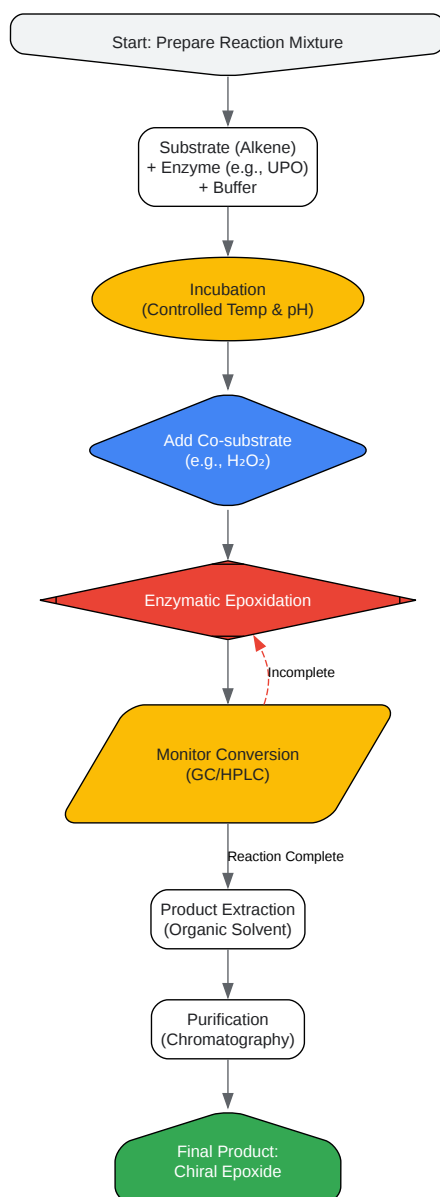 Start: Prepare Reaction Mixture
Substrate (Alkene)
+ Enzyme (e.g., UPO)
+ Buffer
Incubation
(Controlled Temp & pH)
Add Co-substrate
(e.g., H₂O₂)
Enzymatic Epoxidation
Incomplete
Monitor Conversion
(GC/HPLC)
Reaction Complete
Product Extraction
(Organic Solvent)
Purification
(Chromatography)
Final Product:
Chiral Epoxide